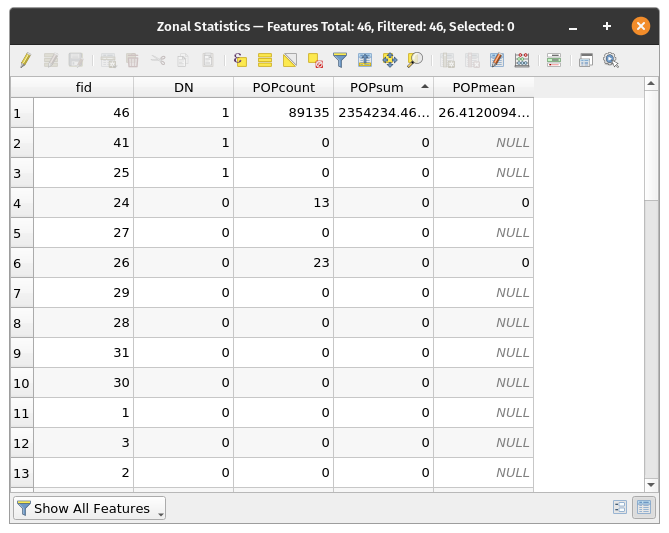 Zonal Statistics — Features Total: 46, Filtered: 46, Selected: 0
fid DN POPcount POPsum POPmean
1 46 1 89135 2354234.46... 26.4120094...
2 41 1 0 0 NULL
3 25 1 0 0 NULL
4 24 0 13 0 0
5 27 0 0 0 NULL
6 26 0 23 0 0
7 29 0 0 0 NULL
8 28 0 0 0 NULL
9 31 0 0 0 NULL
10 30 0 0 0 NULL
11 1 0 0 0 NULL
12 3 0 0 0 NULL
13 2 0 0 0 NULL
Show All Features